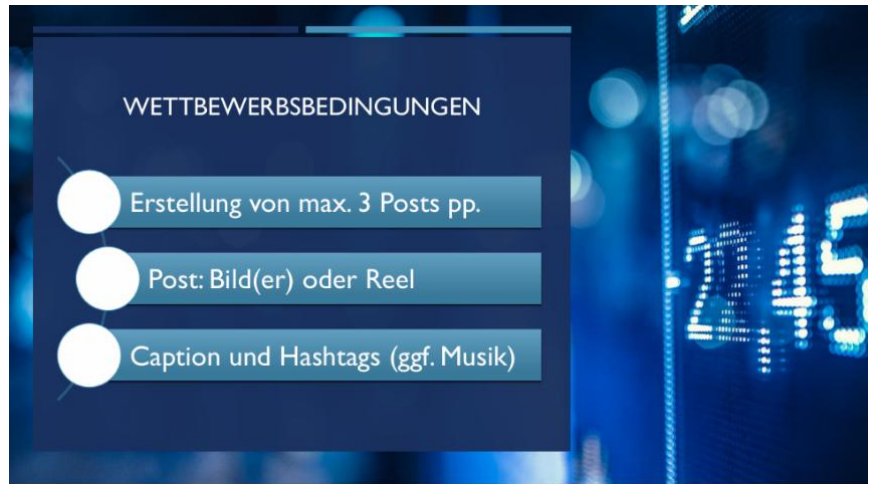 WETTBEWERBSBEDINGUNGEN
Erstellung von max. 3 Posts pp.
Post: Bild(er) oder Reel
Caption und Hashtags (ggf. Musik)